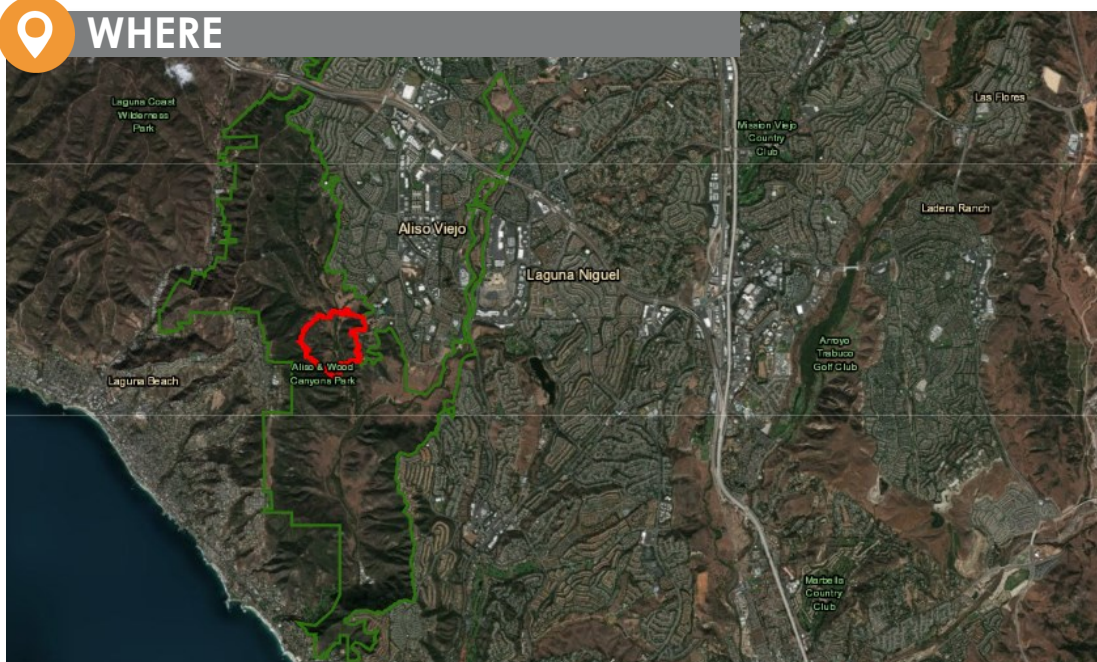 WHERE
Laguna Coast
Wilderness
Park
Las Flores
Mission Viejo
Country
Club
Ladera Ranch
Aliso Viejo
Laguna Niguel
Arroyo
Trabuco
Golf Club
Aliso & Wood
Canyons Park
Laguna Beach
Marbella
Country
Club